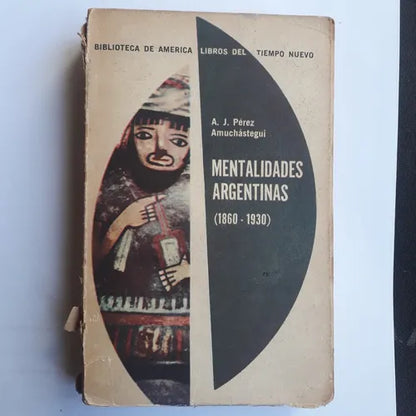 BIBLIOTECA DE AMERICA LIBROS DEL TIEMPO NUEVO
A. J. Pérez
Amuchástegui
MENTALIDADES
ARGENTINAS
(1860 - 1930)